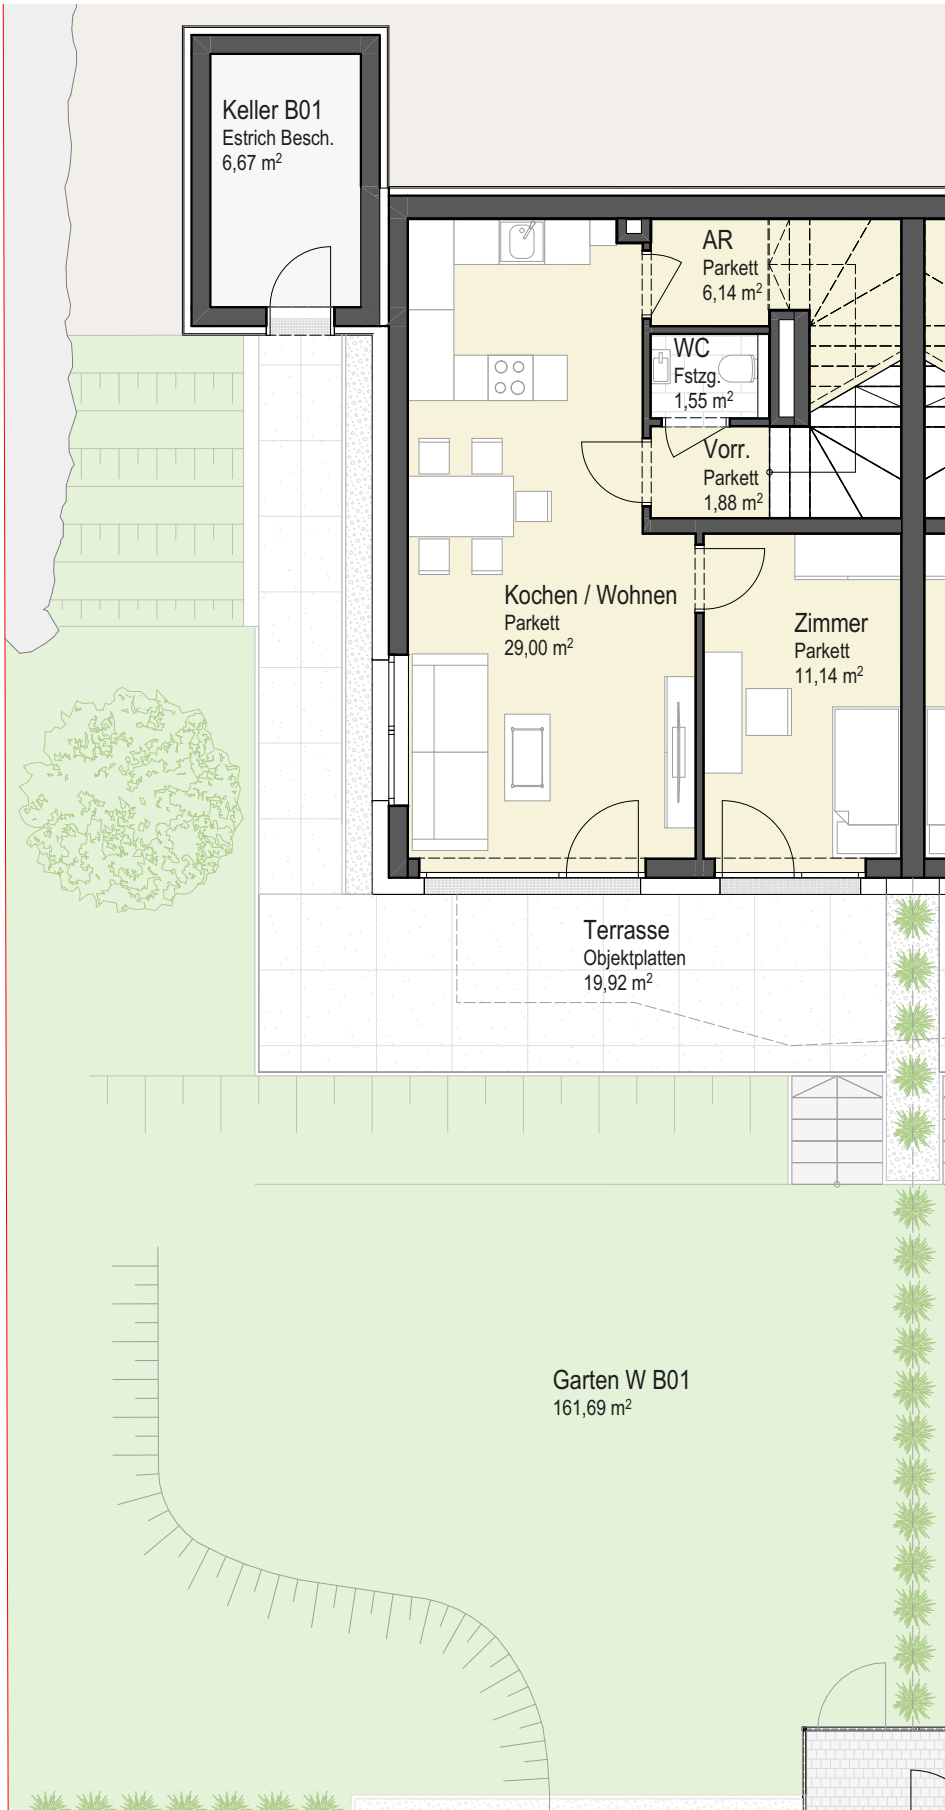 Keller B01
Estrich Besch.
6,67 m²
AR
Parkett
6,14 m²
WC
Fstzg.
1,55 m²
Vorr.
Parkett
1,88 m²
Kochen / Wohnen
Parkett
29,00 m²
Zimmer
Parkett
11,14 m²
Terrasse
Objektplatten
19,92 m²
Garten W B01
161,69 m²